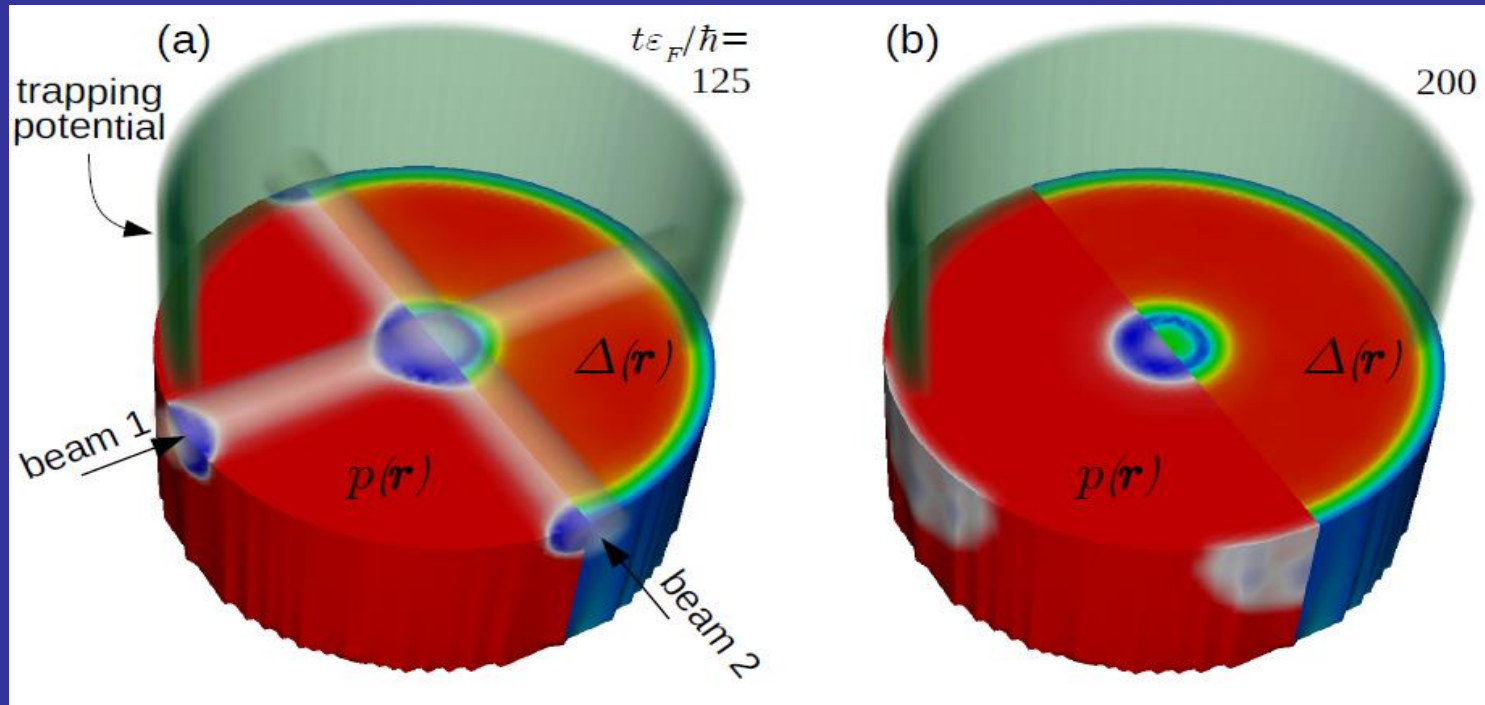 (a)
tε_F/ħ=
125
trapping
potential
Δ(r)
beam 1
p(r)
beam 2
(b)
200
Δ(r)
p(r)